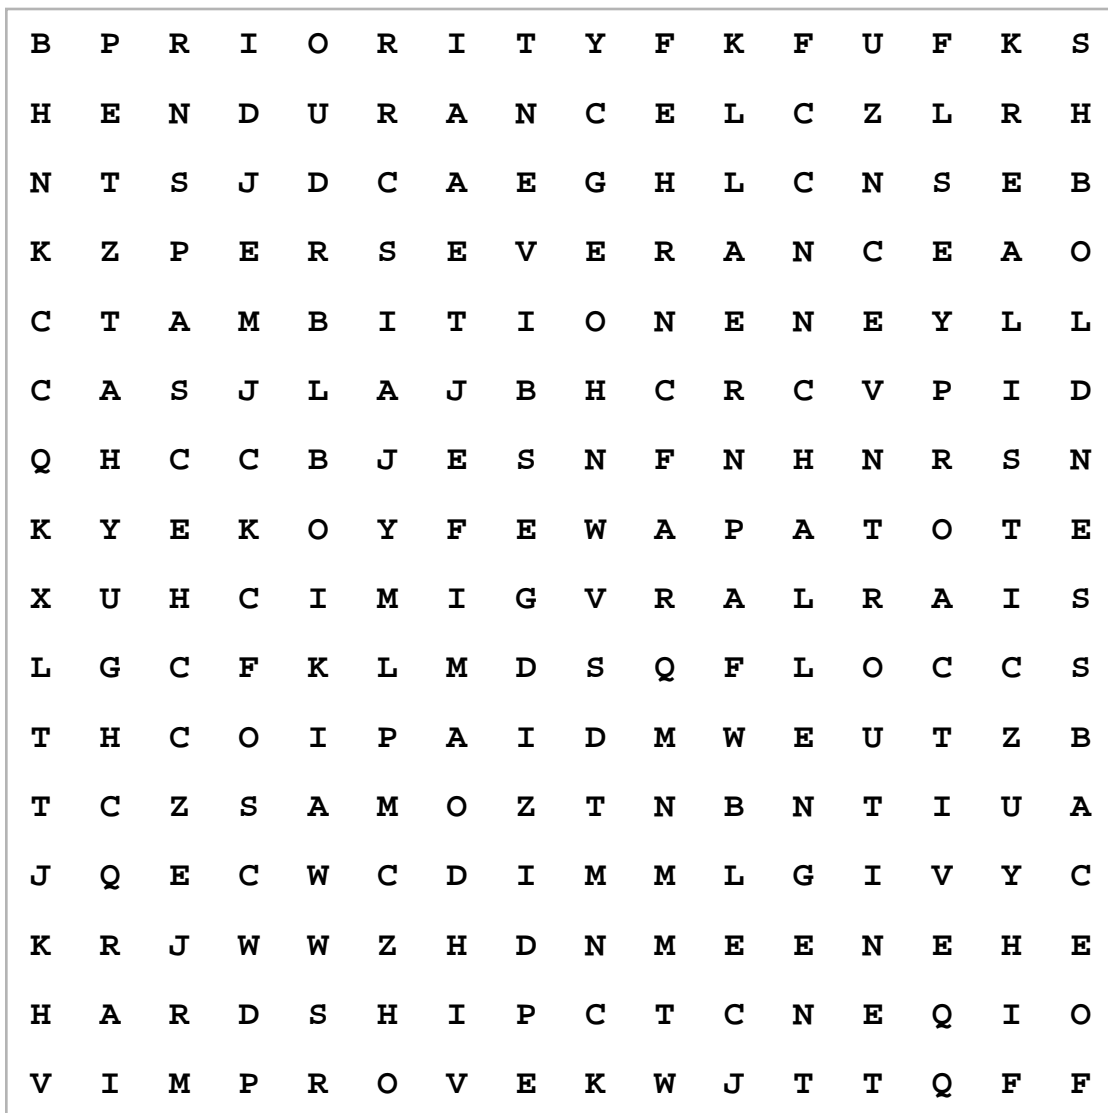 B P R I O R I T Y F K F U F K S
H E N D U R A N C E L C Z L R H
N T S J D C A E G H L C N S E B
K Z P E R S E V E R A N C E A O
C T A M B I T I O N E N E Y L L
C A S J L A J B H C R C V P I D
Q H C C B J E S N F N H N R S N
K Y E K O Y F E W A P A T O T E
X U H C I M I G V R A L R A I S
L G C F K L M D S Q F L O C C S
T H C O I P A I D M W E U T Z B
T C Z S A M O Z T N B N T I U A
J Q E C W C D I M M L G I V Y C
K R J W W Z H D N M E E N E H E
H A R D S H I P C T C N E Q I O
V I M P R O V E K W J T T Q F F